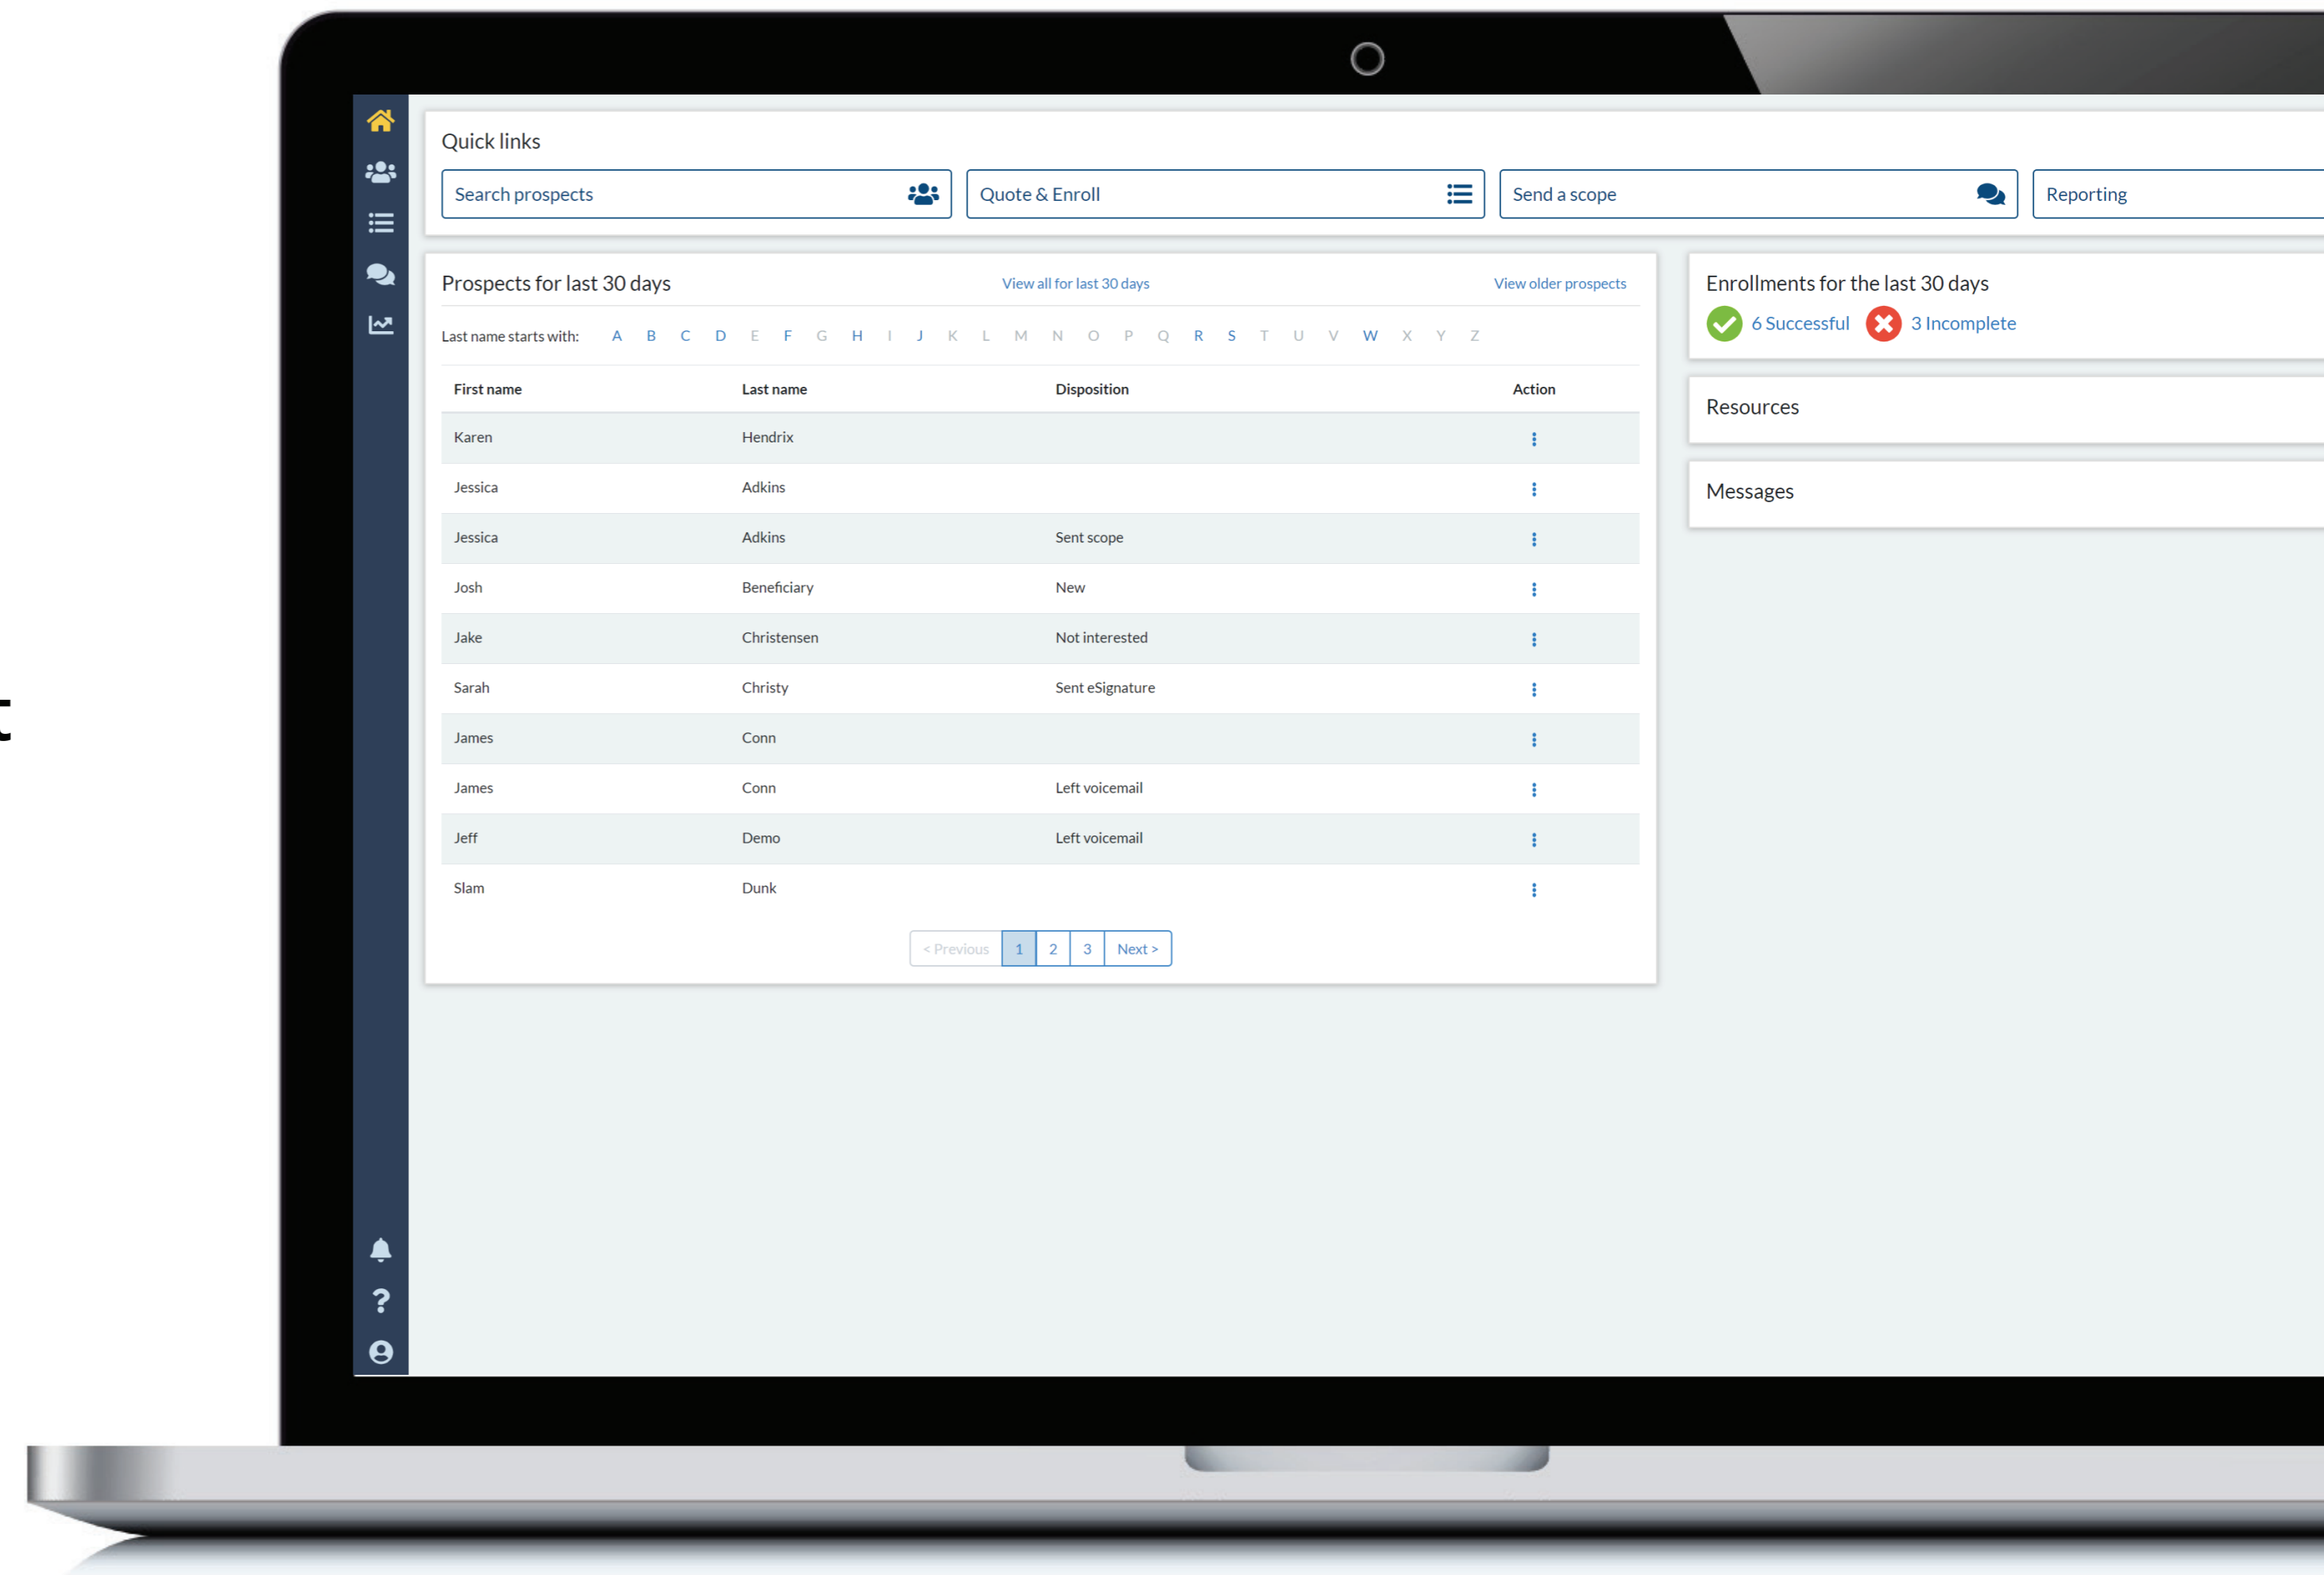 Quick links
Search prospects
Quote & Enroll
Send a scope
Reporting
Prospects for last 30 days
View all for last 30 days
View older prospects
Last name starts with: A B C D E F G H I J K L M N O P Q R S T U V W X Y Z
First name Last name Disposition Action
Karen Hendrix
Jessica Adkins
Jessica Adkins Sent scope
Josh Beneficiary New
Jake Christensen Not interested
Sarah Christy Sent eSignature
James Conn
James Conn Left voicemail
Jeff Demo Left voicemail
Slam Dunk
< Previous 1 2 3 Next >
Enrollments for the last 30 days
6 Successful 3 Incomplete
Resources
Messages
t